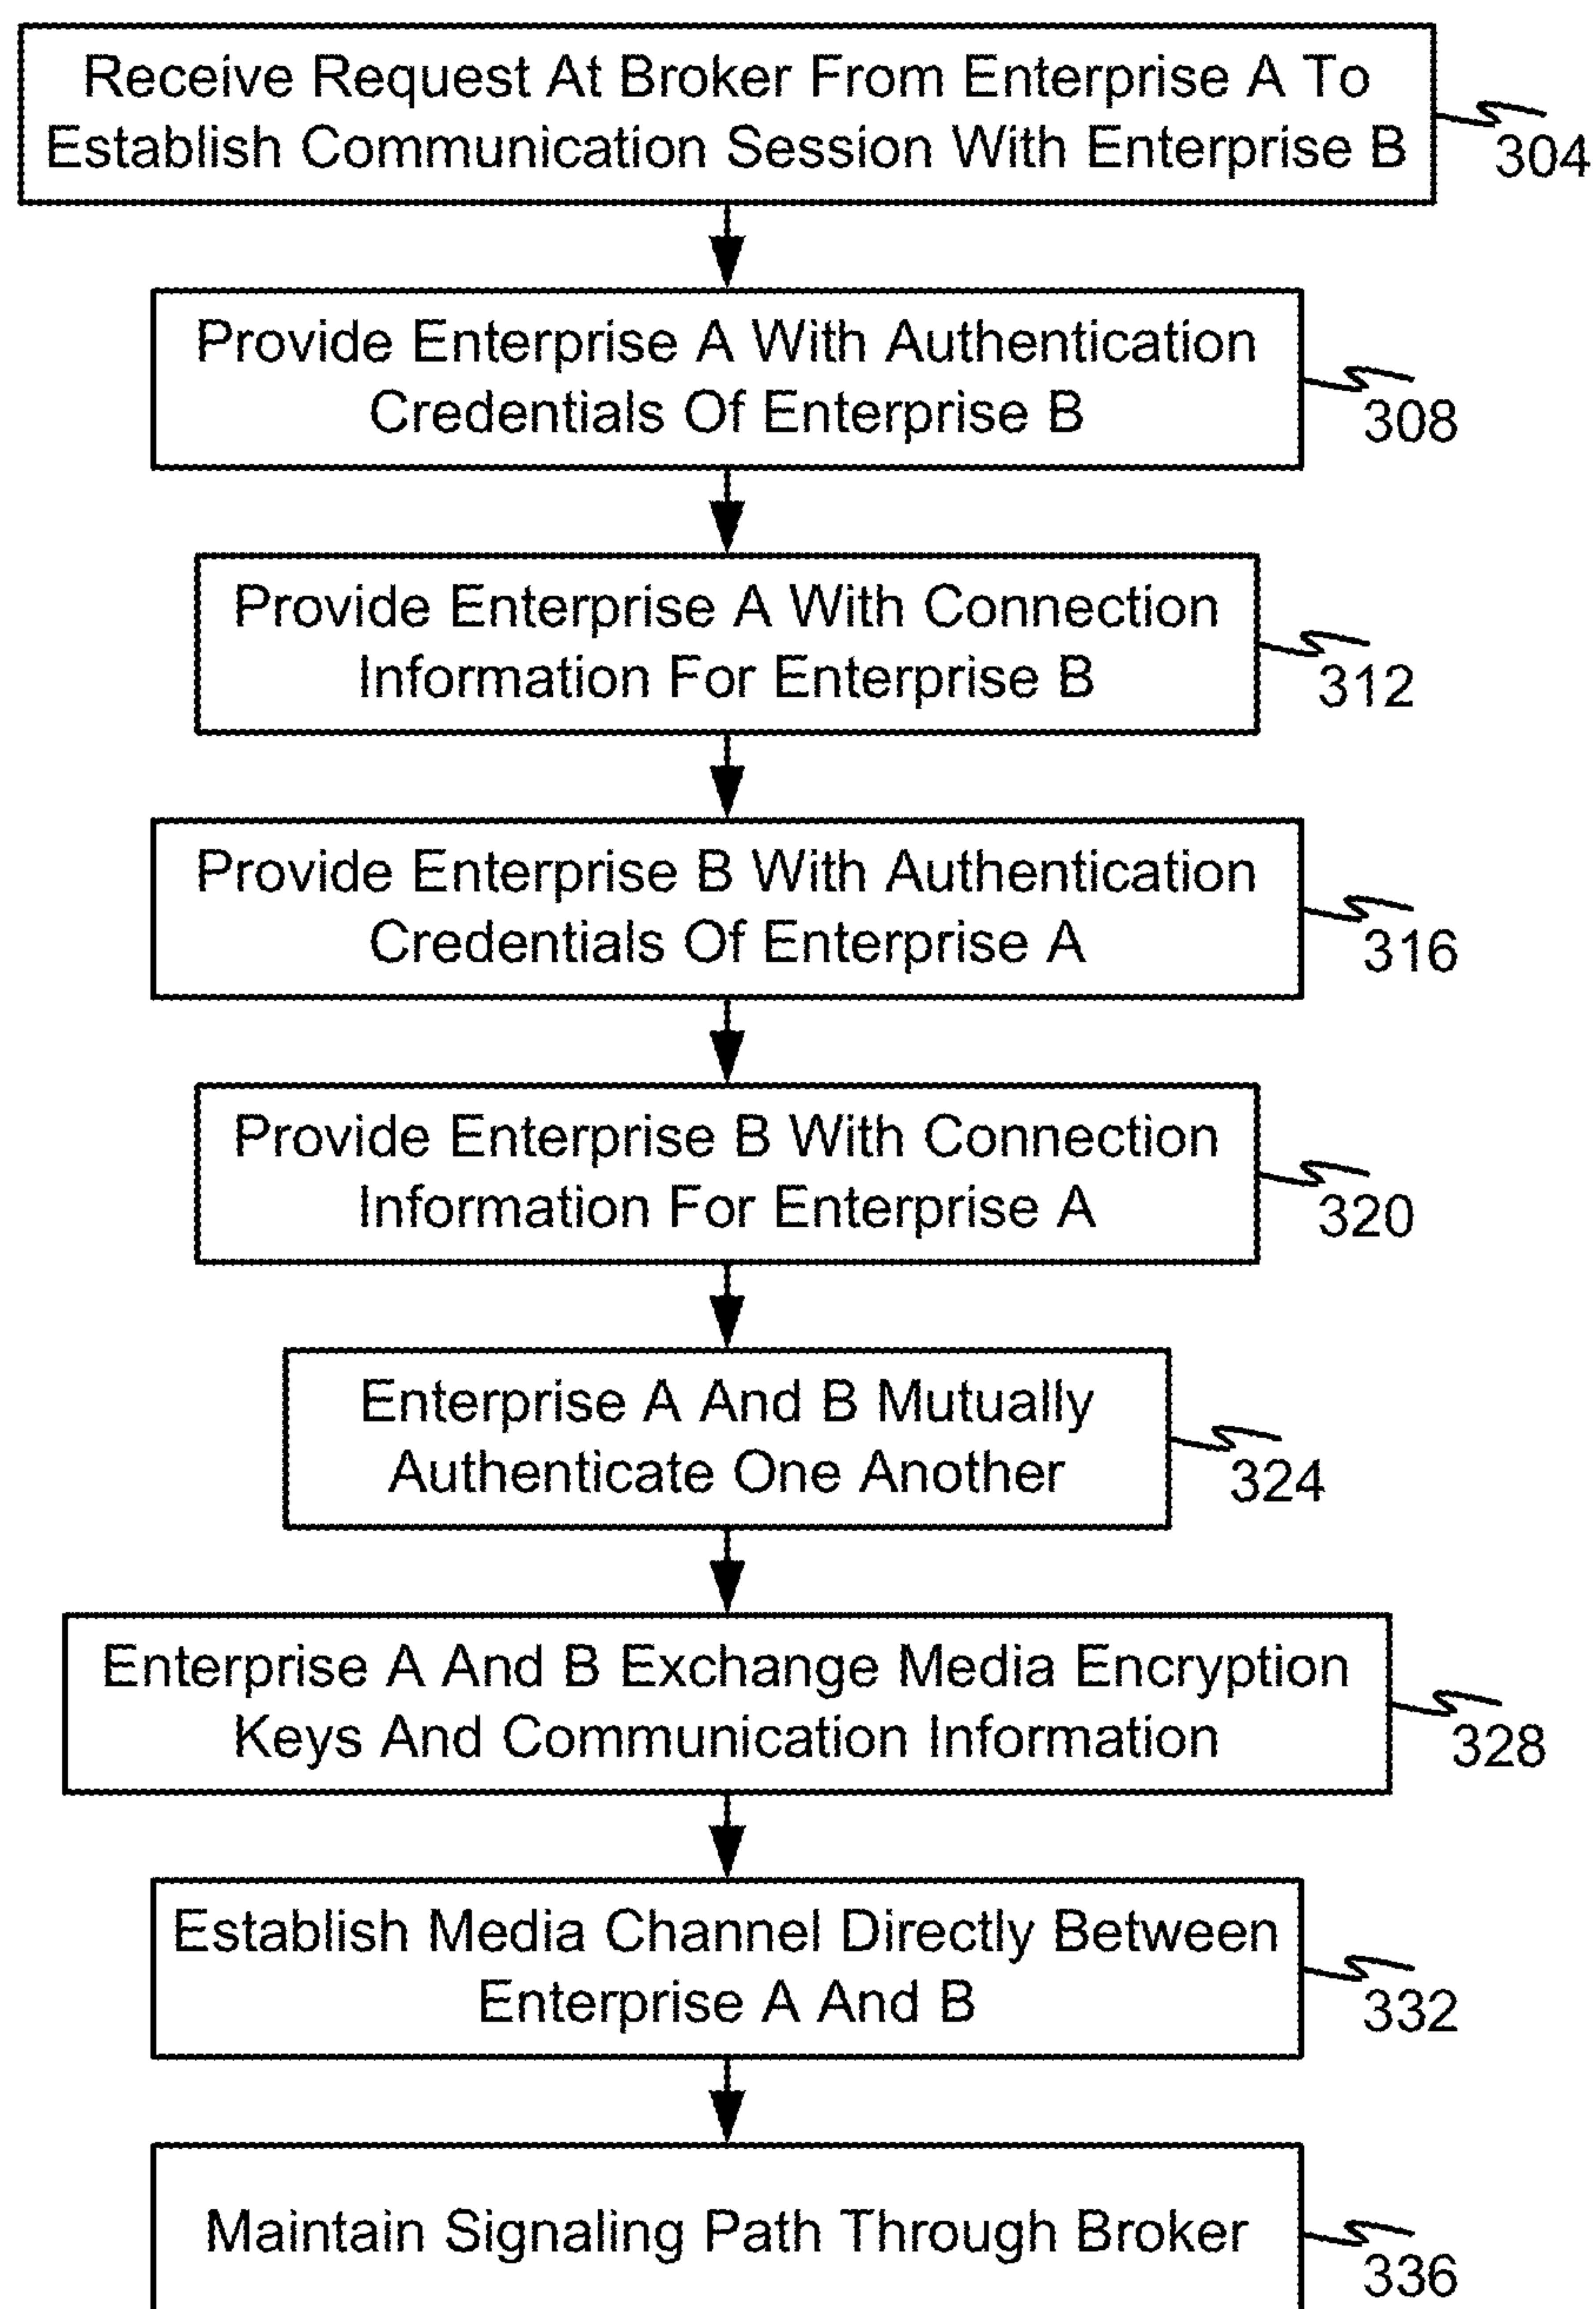 Receive Request At Broker From Enterprise A To
Establish Communication Session With Enterprise B
304
Provide Enterprise A With Authentication
Credentials Of Enterprise B
308
Provide Enterprise A With Connection
Information For Enterprise B
312
Provide Enterprise B With Authentication
Credentials Of Enterprise A
316
Provide Enterprise B With Connection
Information For Enterprise A
320
Enterprise A And B Mutually
Authenticate One Another
324
Enterprise A And B Exchange Media Encryption
Keys And Communication Information
328
Establish Media Channel Directly Between
Enterprise A And B
332
Maintain Signaling Path Through Broker
336